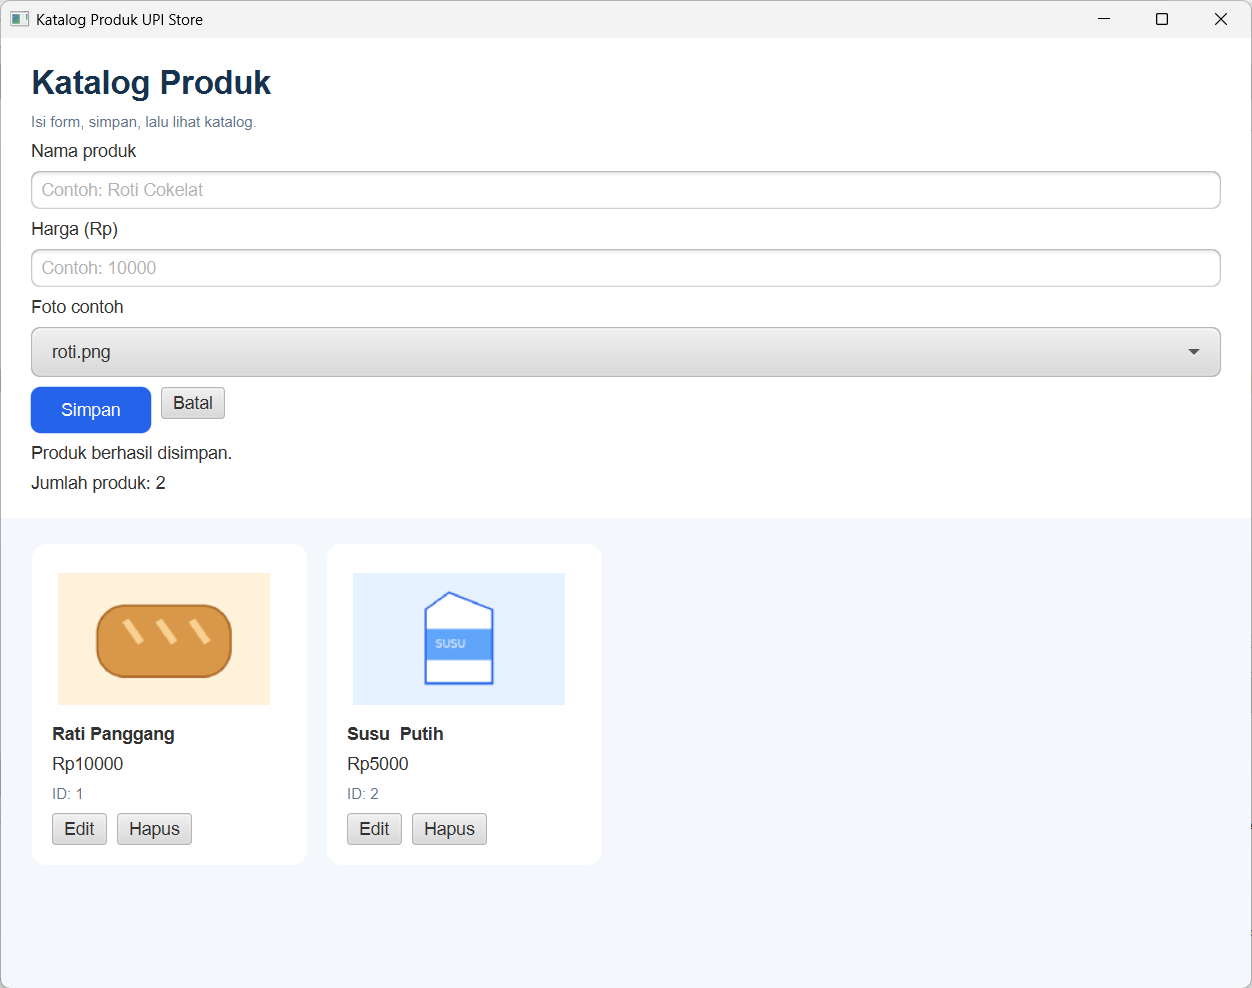 Katalog Produk UPI Store
Katalog Produk
Isi form, simpan, lalu lihat katalog.
Nama produk
Contoh: Roti Cokelat
Harga (Rp)
Contoh: 10000
Foto contoh
roti.png
Simpan Batal
Produk berhasil disimpan.
Jumlah produk: 2
SUSU
Rati Panggang
Rp10000
ID: 1
Edit Hapus
Susu  Putih
Rp5000
ID: 2
Edit Hapus